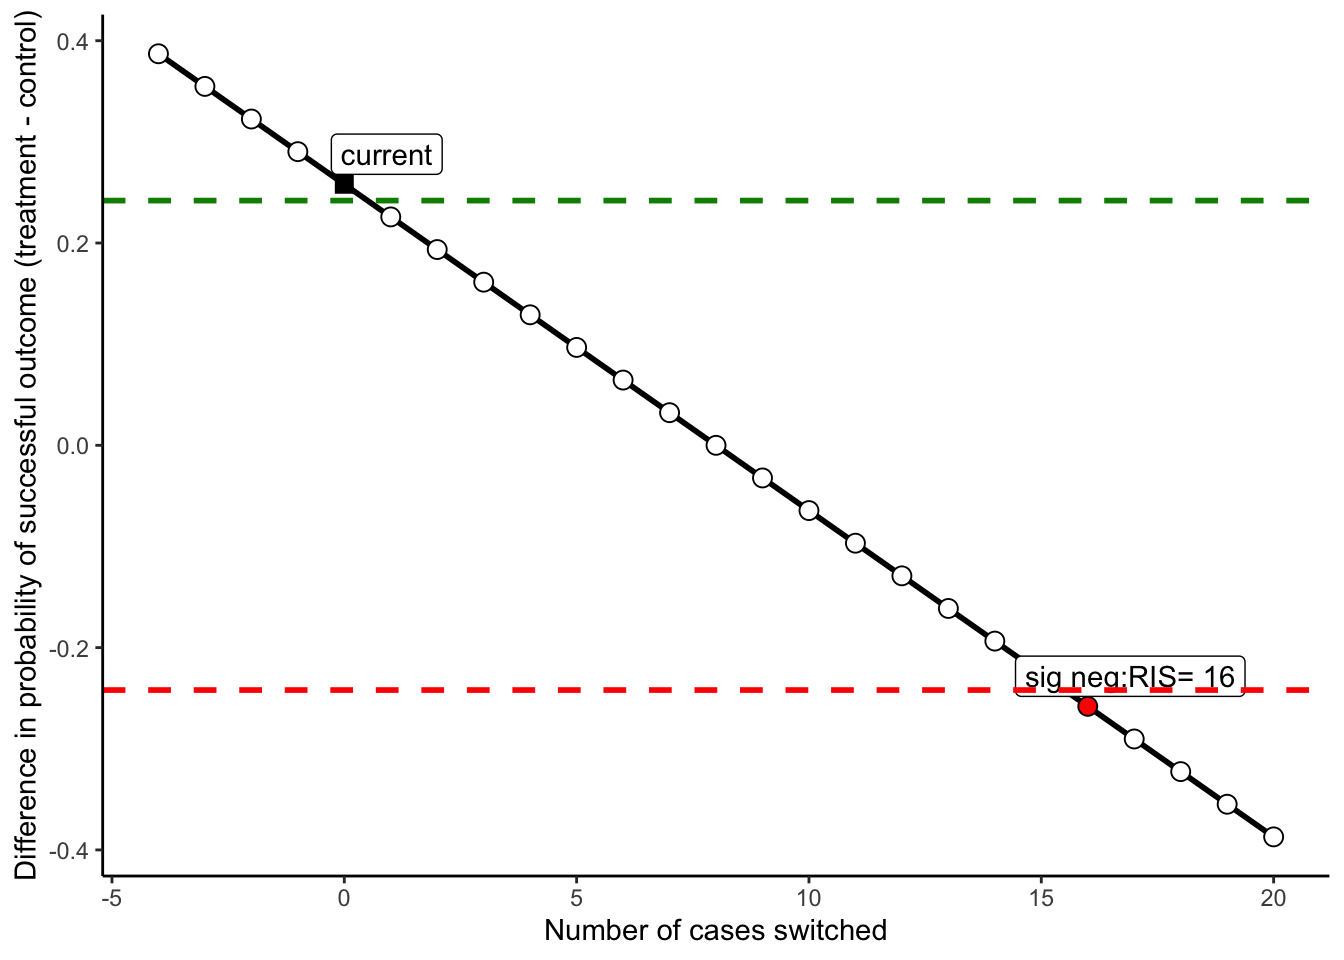 Difference in probability of successful outcome (treatment - control)
0.4
0.2
0.0
-0.2
-0.4
current
sig neg:RIS= 16
-5
0
5
10
15
20
Number of cases switched